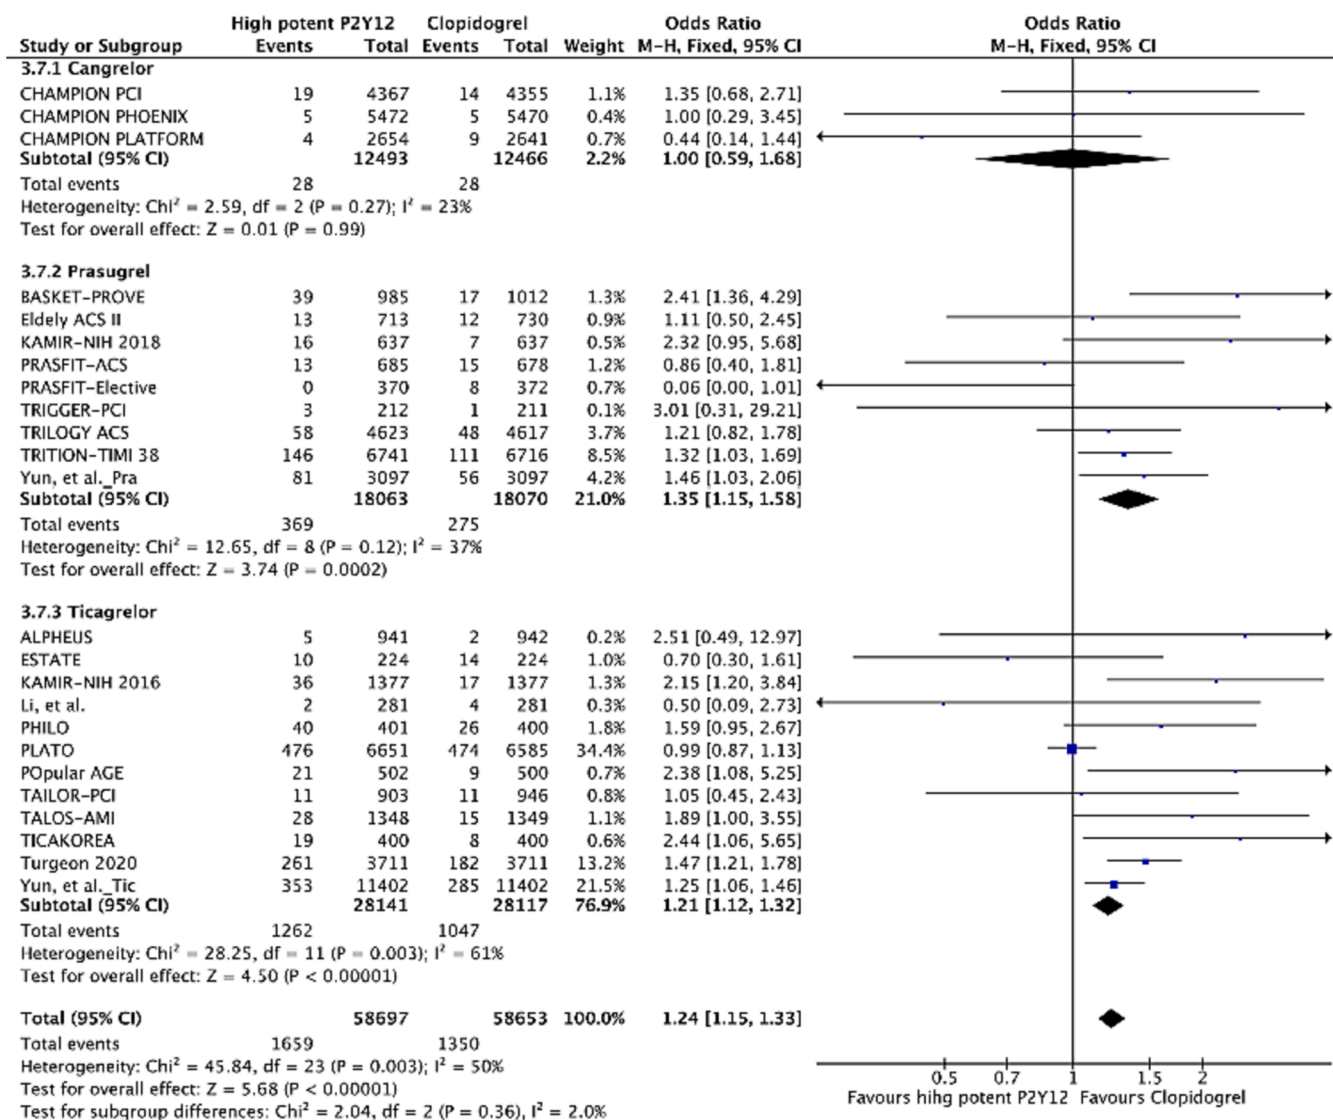 High potent P2Y12 Clopidogrel Odds Ratio Odds Ratio
Study or Subgroup Events Total Events Total Weight M-H, Fixed, 95% CI M-H, Fixed, 95% CI
3.7.1 Cangrelor
CHAMPION PCI 19 4367 14 4355 1.1% 1.35 [0.68, 2.71]
CHAMPION PHOENIX 5 5472 5 5470 0.4% 1.00 [0.29, 3.45]
CHAMPION PLATFORM 4 2654 9 2641 0.7% 0.44 [0.14, 1.44]
Subtotal (95% CI) 12493 12466 2.2% 1.00 [0.59, 1.68]
Total events 28 28
Heterogeneity: Chi² = 2.59, df = 2 (P = 0.27); I² = 23%
Test for overall effect: Z = 0.01 (P = 0.99)
3.7.2 Prasugrel
BASKET-PROVE 39 985 17 1012 1.3% 2.41 [1.36, 4.29]
Eldely ACS II 13 713 12 730 0.9% 1.11 [0.50, 2.45]
KAMIR-NIH 2018 16 637 7 637 0.5% 2.32 [0.95, 5.68]
PRASFIT-ACS 13 685 15 678 1.2% 0.86 [0.40, 1.81]
PRASFIT-Elective 0 370 8 372 0.7% 0.06 [0.00, 1.01]
TRIGGER-PCI 3 212 1 211 0.1% 3.01 [0.31, 29.21]
TRILOGY ACS 58 4623 48 4617 3.7% 1.21 [0.82, 1.78]
TRITION-TIMI 38 146 6741 111 6716 8.5% 1.32 [1.03, 1.69]
Yun, et al._Pra 81 3097 56 3097 4.2% 1.46 [1.03, 2.06]
Subtotal (95% CI) 18063 18070 21.0% 1.35 [1.15, 1.58]
Total events 369 275
Heterogeneity: Chi² = 12.65, df = 8 (P = 0.12); I² = 37%
Test for overall effect: Z = 3.74 (P = 0.0002)
3.7.3 Ticagrelor
ALPHEUS 5 941 2 942 0.2% 2.51 [0.49, 12.97]
ESTATE 10 224 14 224 1.0% 0.70 [0.30, 1.61]
KAMIR-NIH 2016 36 1377 17 1377 1.3% 2.15 [1.20, 3.84]
Li, et al. 2 281 4 281 0.3% 0.50 [0.09, 2.73]
PHILO 40 401 26 400 1.8% 1.59 [0.95, 2.67]
PLATO 476 6651 474 6585 34.4% 0.99 [0.87, 1.13]
POpular AGE 21 502 9 500 0.7% 2.38 [1.08, 5.25]
TAILOR-PCI 11 903 11 946 0.8% 1.05 [0.45, 2.43]
TALOS-AMI 28 1348 15 1349 1.1% 1.89 [1.00, 3.55]
TICAKOREA 19 400 8 400 0.6% 2.44 [1.06, 5.65]
Turgeon 2020 261 3711 182 3711 13.2% 1.47 [1.21, 1.78]
Yun, et al._Tic 353 11402 285 11402 21.5% 1.25 [1.06, 1.46]
Subtotal (95% CI) 28141 28117 76.9% 1.21 [1.12, 1.32]
Total events 1262 1047
Heterogeneity: Chi² = 28.25, df = 11 (P = 0.003); I² = 61%
Test for overall effect: Z = 4.50 (P < 0.00001)
Total (95% CI) 58697 58653 100.0% 1.24 [1.15, 1.33]
Total events 1659 1350
Heterogeneity: Chi² = 45.84, df = 23 (P = 0.003); I² = 50%
Test for overall effect: Z = 5.68 (P < 0.00001)
Test for subgroup differences: Chi² = 2.04, df = 2 (P = 0.36), I² = 2.0%
0.5 0.7 1 1.5 2
Favours hihg potent P2Y12 Favours Clopidogrel